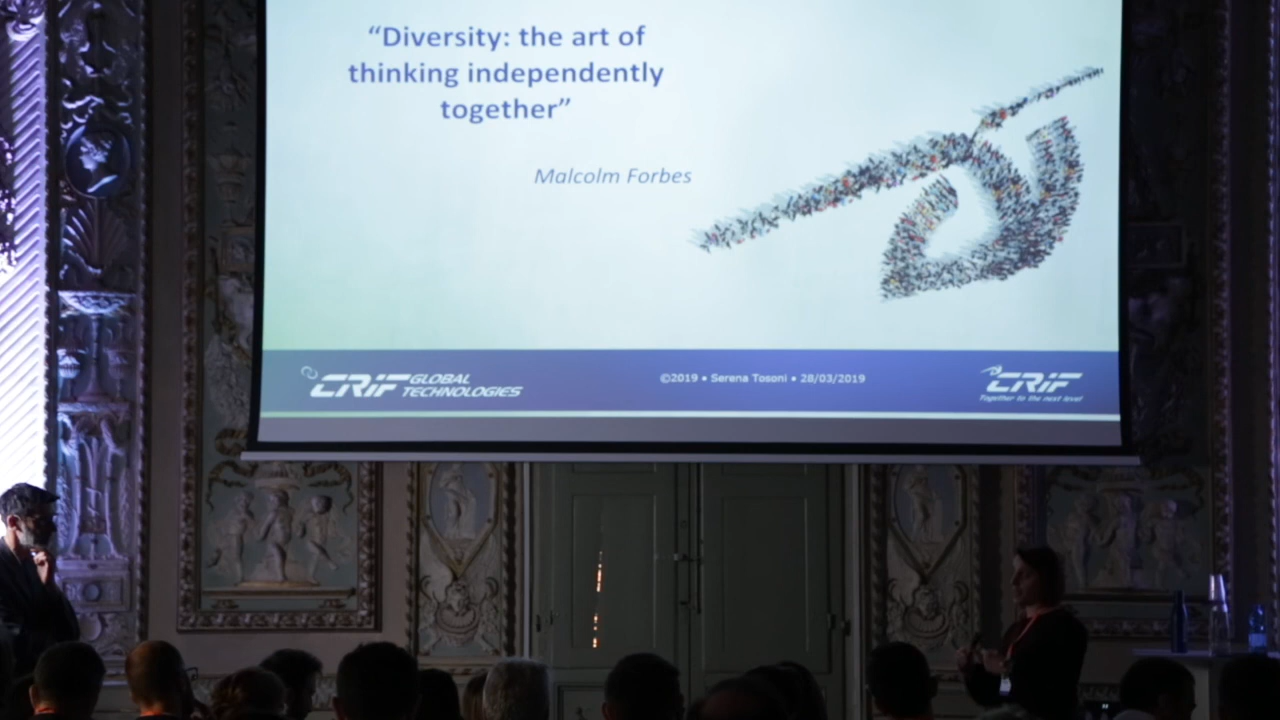 “Diversity: the art of
thinking independently
together”
Malcolm Forbes
CRIF GLOBAL
TECHNOLOGIES
©2019 • Serena Tosoni • 28/03/2019
CRIF
Together to the next level